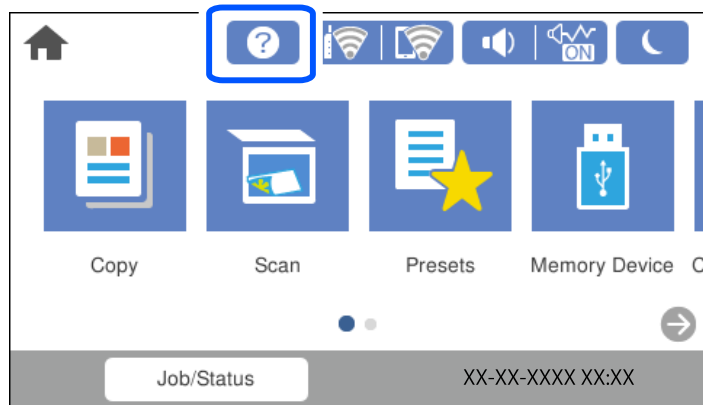 ?
ON
Copy
Scan
Presets
Memory Device
C
Job/Status
XX-XX-XXXX XX:XX